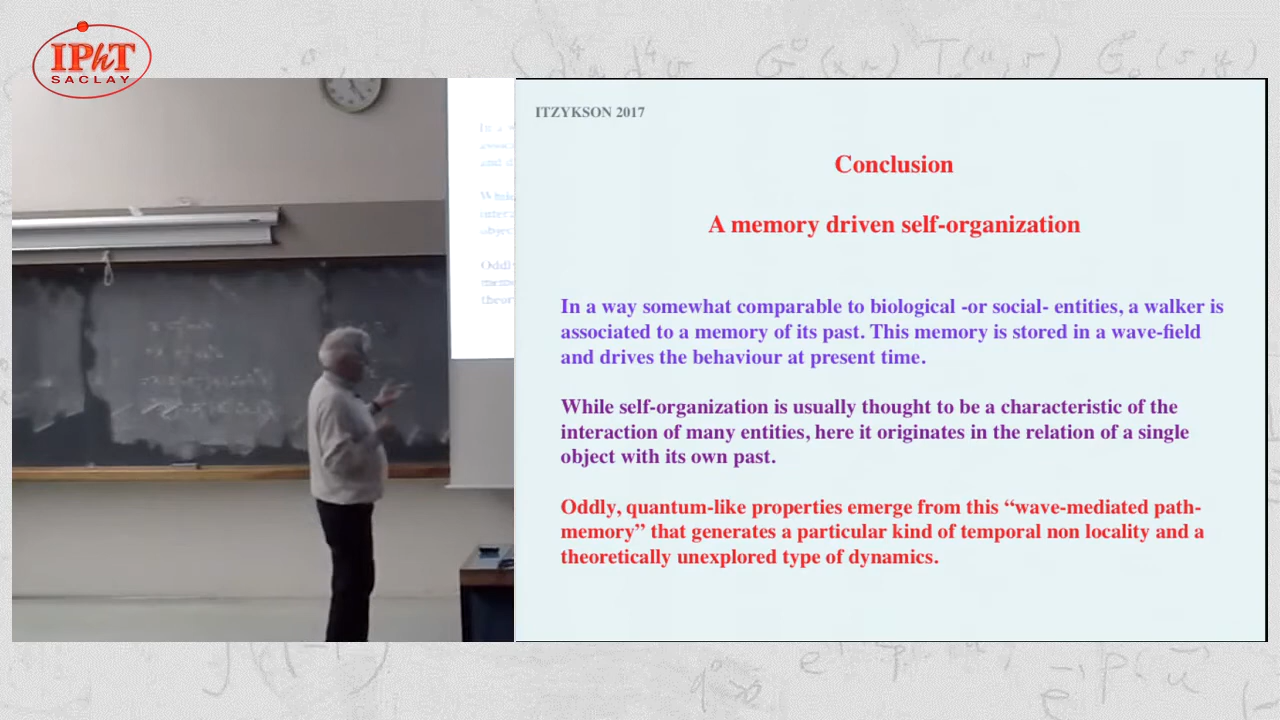 IPhT
SACLAY
ITZYKSON 2017
Conclusion
A memory driven self-organization
In a way somewhat comparable to biological -or social- entities, a walker is
associated to a memory of its past. This memory is stored in a wave-field
and drives the behaviour at present time.
While self-organization is usually thought to be a characteristic of the
interaction of many entities, here it originates in the relation of a single
object with its own past.
Oddly, quantum-like properties emerge from this “wave-mediated path-
memory” that generates a particular kind of temporal non locality and a
theoretically unexplored type of dynamics.